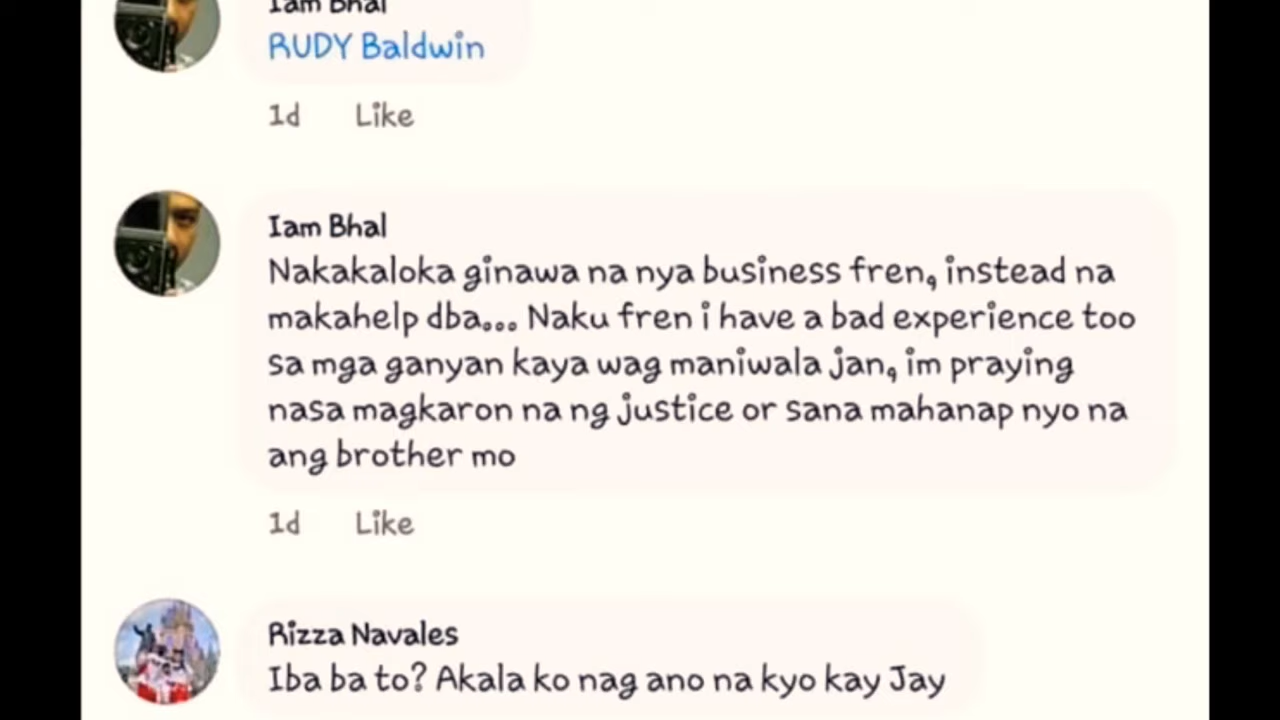 Iam Bhal
RUDY Baldwin
1d Like
Iam Bhal
Nakakaloka ginawa na nya business fren, instead na
makahelp dba... Naku fren i have a bad experience too
sa mga ganyan kaya wag maniwala jan, im praying
nasa magkaron na ng justice or sana mahanap nyo na
ang brother mo
1d Like
Rizza Navales
Iba ba to? Akala ko nag ano na kyo kay Jay